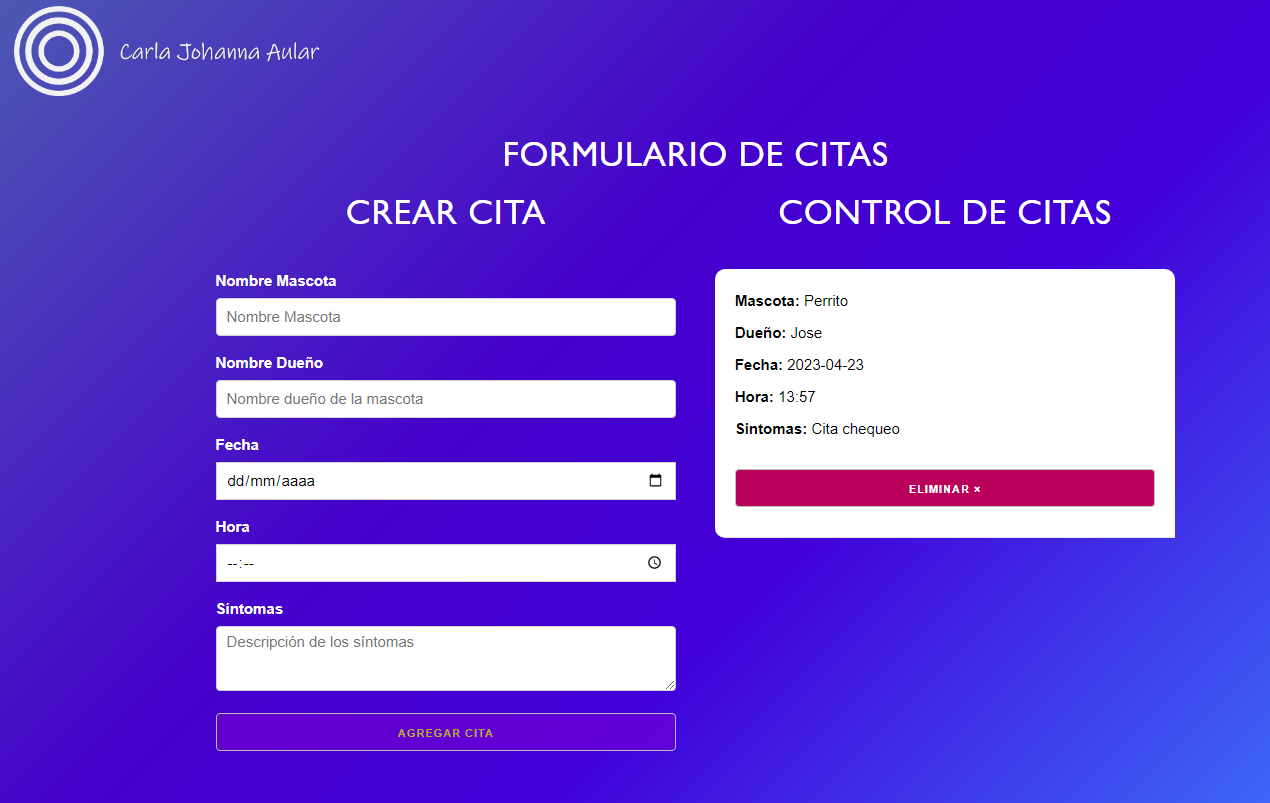 Carla Johanna Aular
FORMULARIO DE CITAS
CREAR CITA
Nombre Mascota
Nombre Mascota
Nombre Dueño
Nombre dueño de la mascota
Fecha
dd/mm/aaaa
Hora
--:--
Síntomas
Descripción de los síntomas
AGREGAR CITA
CONTROL DE CITAS
Mascota: Perrito
Dueño: Jose
Fecha: 2023-04-23
Hora: 13:57
Sintomas: Cita chequeo
ELIMINAR ×